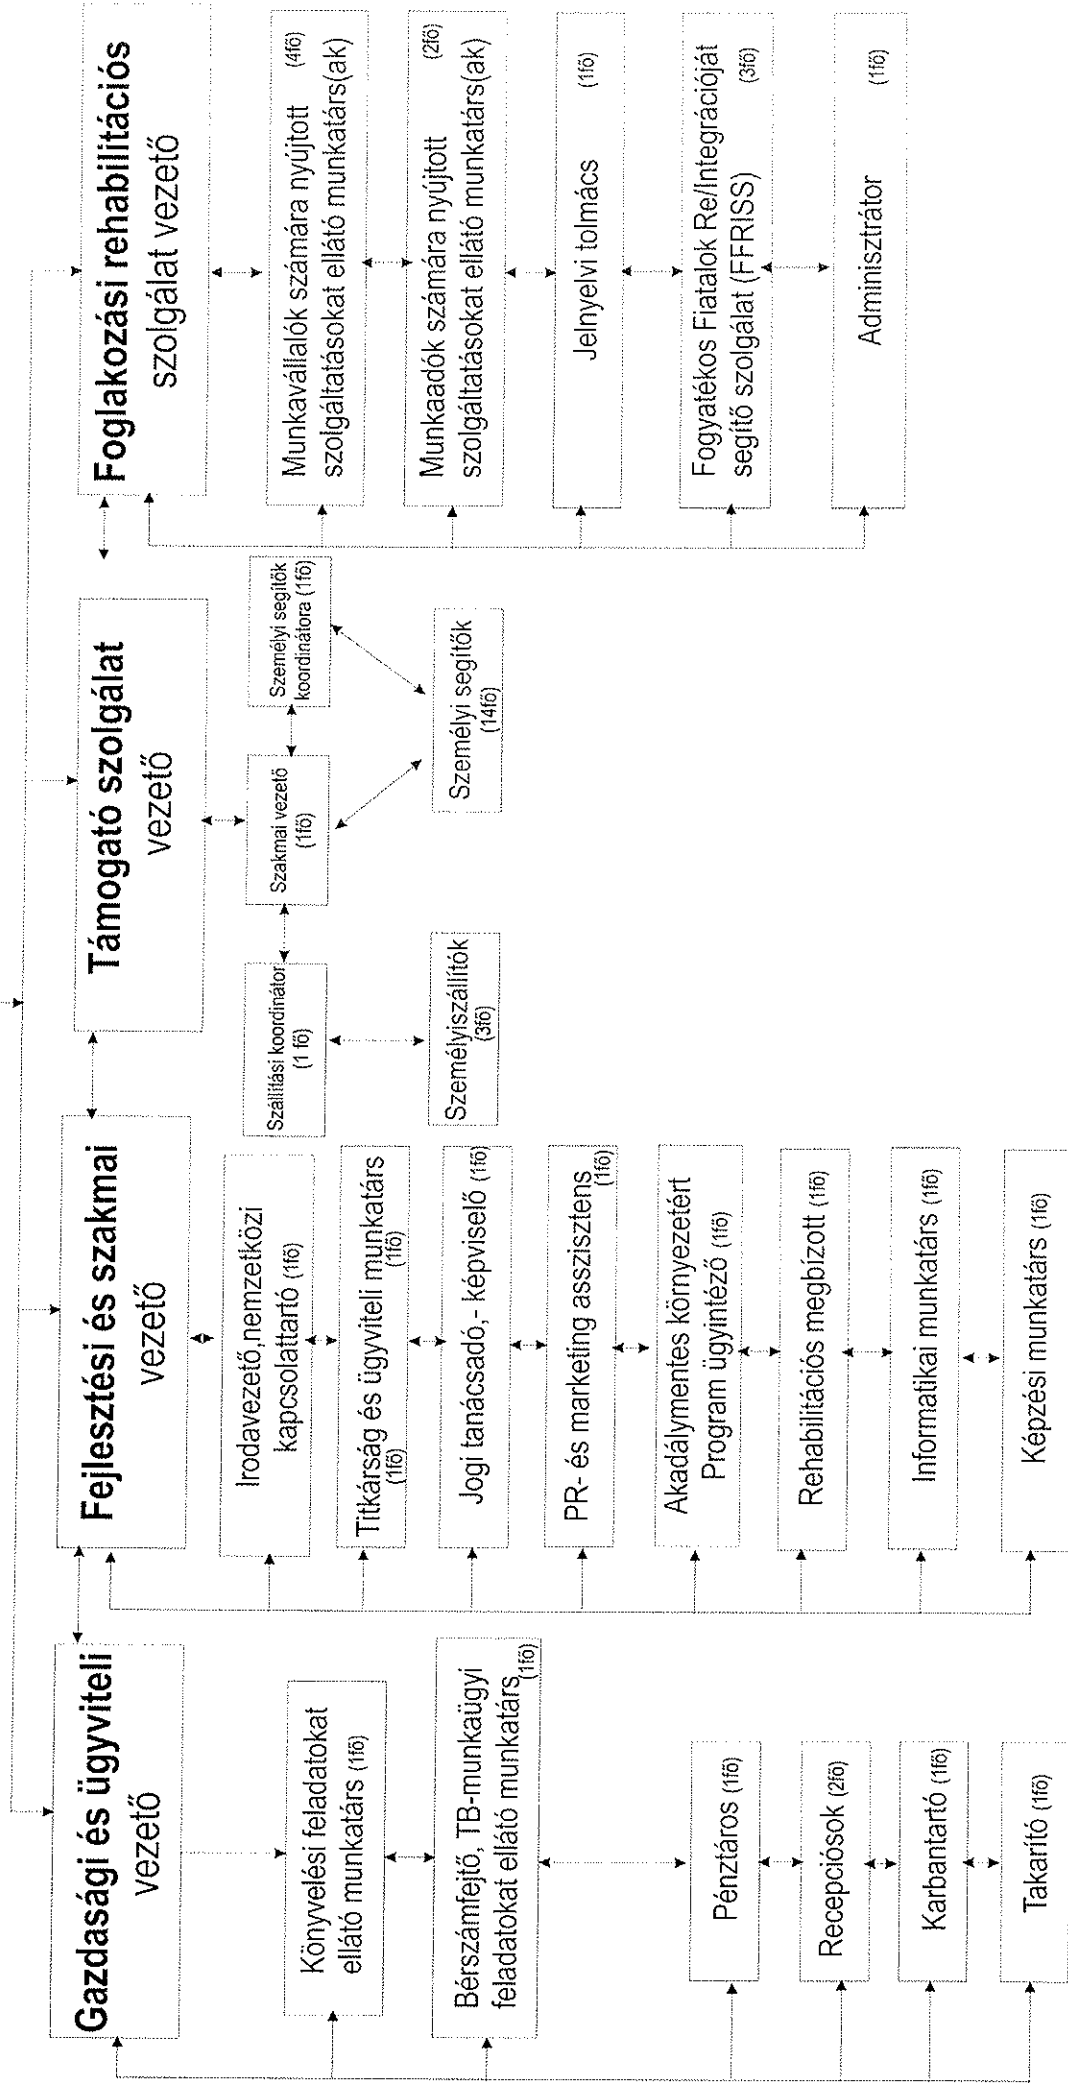 Gazdasági és ügyviteli
vezető
Könyvelési feladatokat
ellátó munkatárs (1fő)
Bérszámfejtő, TB-munkaügyi
feladatokat ellátó munkatárs (1fő)
Pénztáros (1fő)
Recepciósok (2fő)
Karbantartó (1fő)
Takarító (1fő)
Fejlesztési és szakmai
vezető
Irodavezető,nemzetközi
kapcsolattartó (1fő)
Titkárság és ügyviteli munkatárs
(1fő) (1fő)
Jogi tanácsadó,- képviselő (1fő)
PR- és marketing asszisztens
(1fő)
Akadálymentes környezetért
Program ügyintéző (1fő)
Rehabilitációs megbízott (1fő)
Informatikai munkatárs (1fő)
Képzési munkatárs (1fő)
Támogató szolgálat
vezető
Szállítási koordinátor
(1 fő)
Szakmai vezető
(1fő)
Személyi segítők
koordinátora (1fő)
Személyiszállítók
(3fő)
Személyi segítők
(14fő)
Foglakozási rehabilitációs
szolgálat vezető
Munkavállalók számára nyújtott (4fő)
szolgáltatásokat ellátó munkatárs(ak)
Munkaadók számára nyújtott (2fő)
szolgáltatásokat ellátó munkatárs(ak)
Jelnyelvi tolmács (1fő)
Fogyatékos Fiatalok Re/Integrációját
segítő szolgálat (FFRISS) (3fő)
Adminisztrátor (1fő)